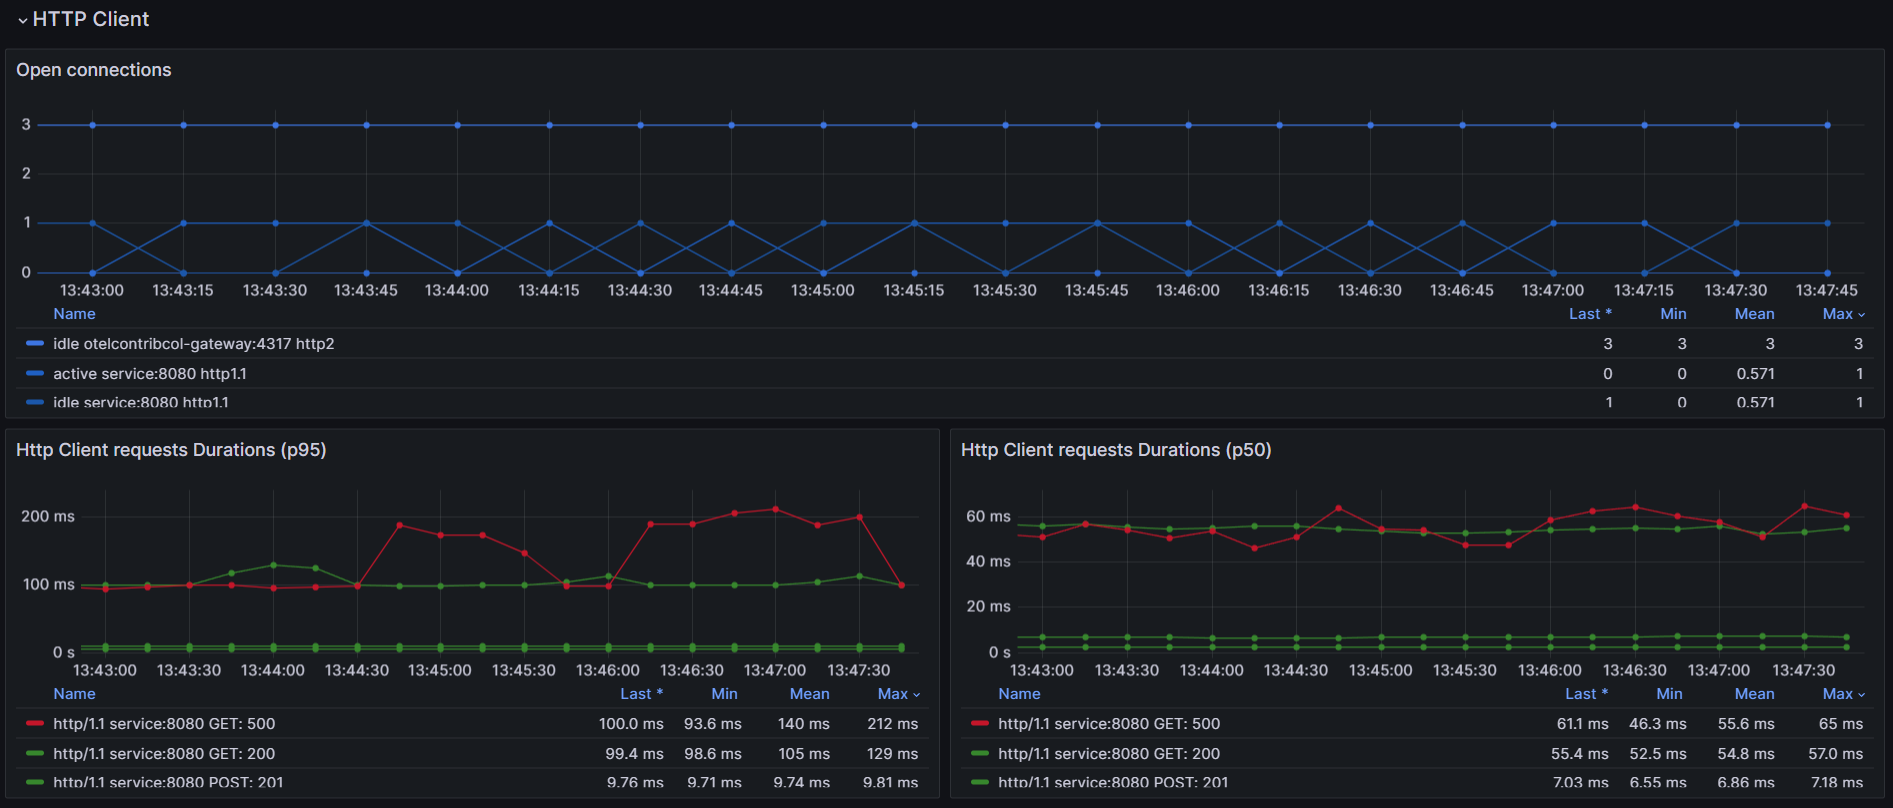 HTTP Client
Open connections
3
2
1
0
13:43:00 13:43:15 13:43:30 13:43:45 13:44:00 13:44:15 13:44:30 13:44:45 13:45:00 13:45:15 13:45:30 13:45:45 13:46:00 13:46:15 13:46:30 13:46:45 13:47:00 13:47:15 13:47:30 13:47:45
Name Last * Min Mean Max
idle otelcontribcol-gateway:4317 http2 3 3 3 3
active service:8080 http1.1 0 0 0.571 1
idle service:8080 http1.1 1 0 0.571 1
Http Client requests Durations (p95)
200 ms
100 ms
0 s
13:43:00 13:43:30 13:44:00 13:44:30 13:45:00 13:45:30 13:46:00 13:46:30 13:47:00 13:47:30
Name Last * Min Mean Max
http/1.1 service:8080 GET: 500 100.0 ms 93.6 ms 140 ms 212 ms
http/1.1 service:8080 GET: 200 99.4 ms 98.6 ms 105 ms 129 ms
http/1.1 service:8080 POST: 201 9.76 ms 9.71 ms 9.74 ms 9.81 ms
Http Client requests Durations (p50)
60 ms
40 ms
20 ms
0 s
13:43:00 13:43:30 13:44:00 13:44:30 13:45:00 13:45:30 13:46:00 13:46:30 13:47:00 13:47:30
Name Last * Min Mean Max
http/1.1 service:8080 GET: 500 61.1 ms 46.3 ms 55.6 ms 65 ms
http/1.1 service:8080 GET: 200 55.4 ms 52.5 ms 54.8 ms 57.0 ms
http/1.1 service:8080 POST: 201 7.03 ms 6.55 ms 6.86 ms 7.18 ms